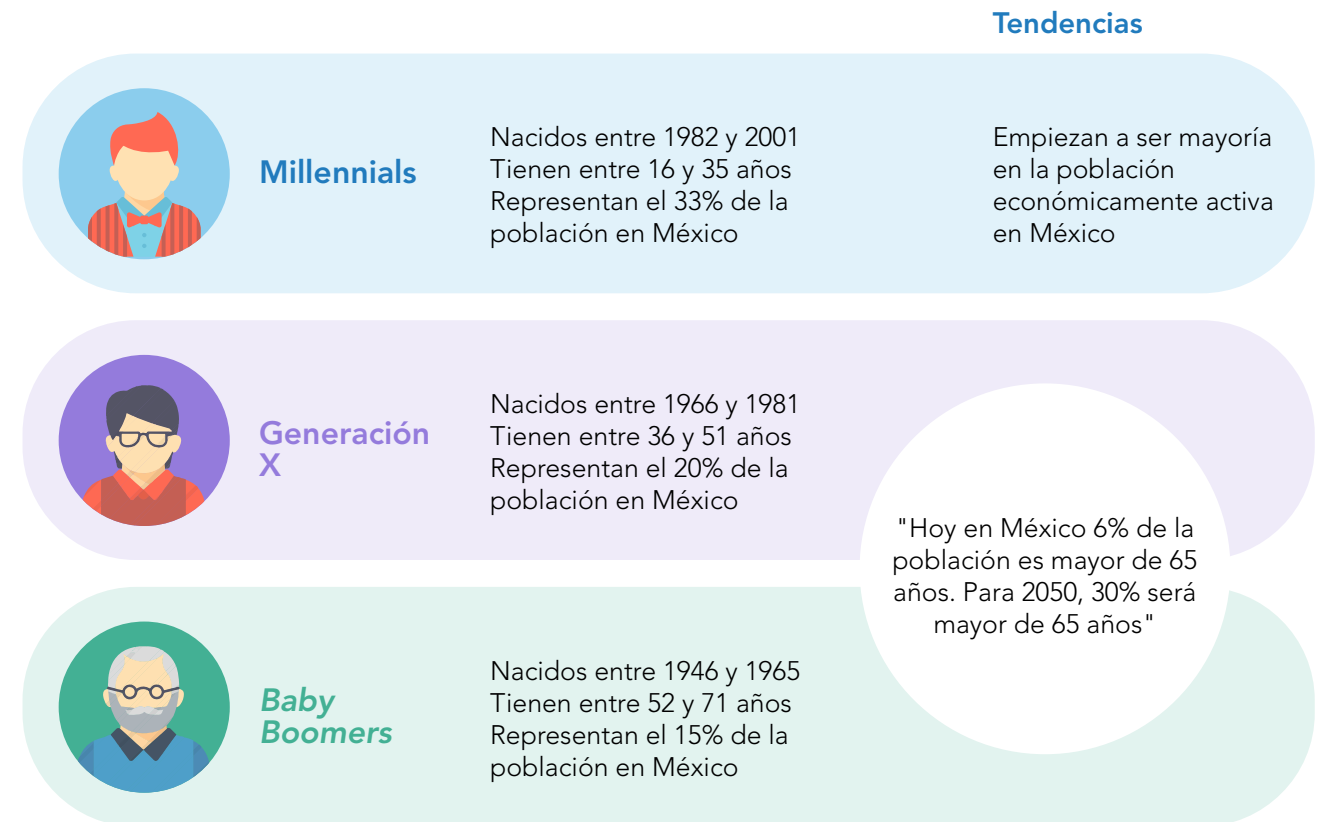 Tendencias
Millennials
Nacidos entre 1982 y 2001
Tienen entre 16 y 35 años
Representan el 33% de la
población en México
Empiezan a ser mayoría
en la población
económicamente activa
en México
Generación
X
Nacidos entre 1966 y 1981
Tienen entre 36 y 51 años
Representan el 20% de la
población en México
"Hoy en México 6% de la
población es mayor de 65
años. Para 2050, 30% será
mayor de 65 años"
Baby
Boomers
Nacidos entre 1946 y 1965
Tienen entre 52 y 71 años
Representan el 15% de la
población en México